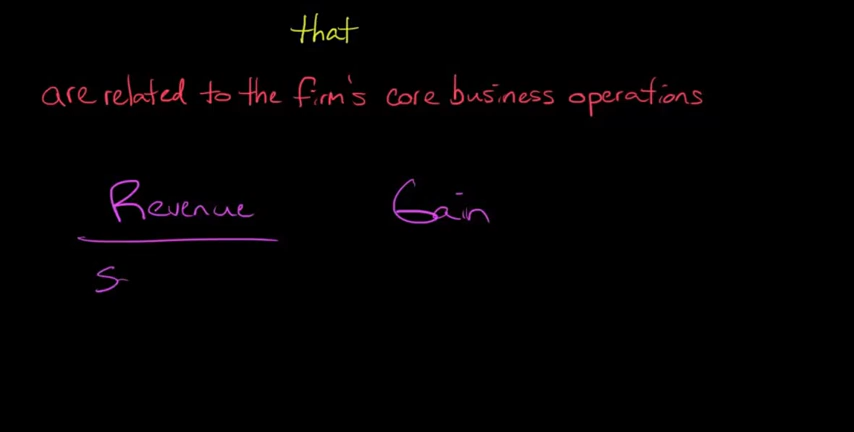 that
are related to the firm's core business operations
Revenue Gain
S